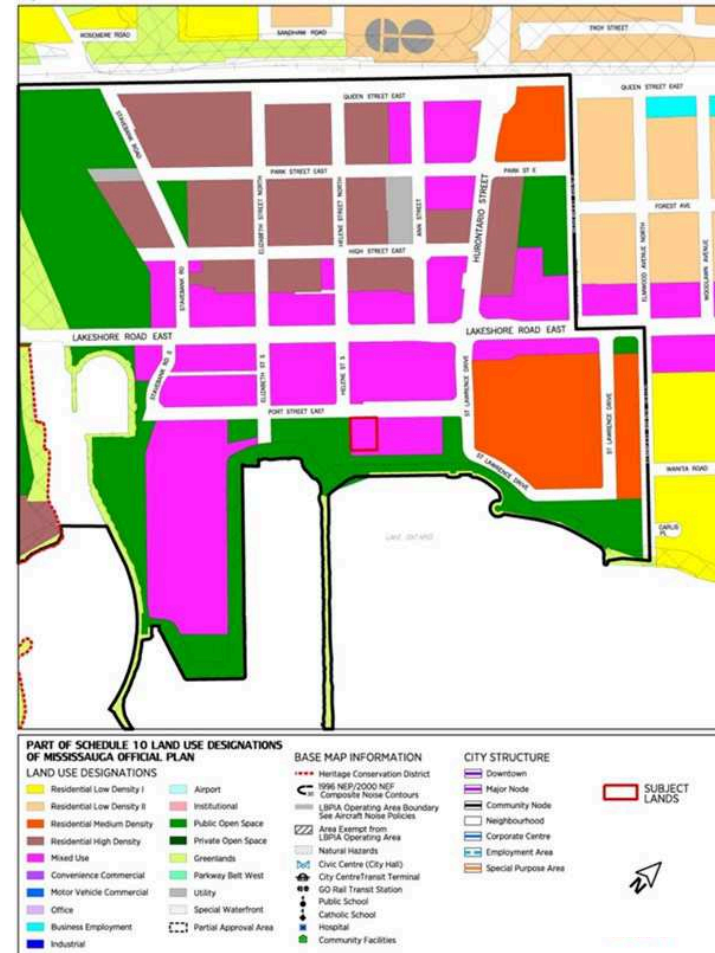 ROSEMERE ROAD
SANDHAM ROAD
GO
TROY STREET
QUEEN STREET EAST
QUEEN STREET EAST
STAVEBANK ROAD
PARK STREET EAST
PARK ST E
ELIZABETH STREET NORTH
HELENE STREET NORTH
ANN STREET
HURONTARIO STREET
FOREST AVE
ELMWOOD AVENUE NORTH
WOODLAWN AVENUE
HIGH STREET EAST
STAVEBANK RD
LAKESHORE ROAD EAST
LAKESHORE ROAD EAST
STAVEBANK RD S
ELIZABETH ST S
HELENE ST S
ST LAWRENCE DRIVE
ST LAWRENCE DRIVE
PORT STREET EAST
ST LAWRENCE DRIVE
WANITA ROAD
LAKE ONTARIO
PL
PART OF SCHEDULE 10 LAND USE DESIGNATIONS
OF MISSISSAUGA OFFICIAL PLAN
LAND USE DESIGNATIONS
Residential Low Density I
Residential Low Density II
Residential Medium Density
Residential High Density
Mixed Use
Convenience Commercial
Motor Vehicle Commercial
Office
Business Employment
Industrial
Airport
Institutional
Public Open Space
Private Open Space
Greenlands
Parkway Belt West
Utility
Special Waterfront
Partial Approval Area
BASE MAP INFORMATION
Heritage Conservation District
1996 NEP/2000 NEF
Composite Noise Contours
LBPIA Operating Area Boundary
See Aircraft Noise Policies
Area Exempt from
LBPIA Operating Area
Natural Hazards
Civic Centre (City Hall)
City CentreTransit Terminal
GO Rail Transit Station
Public School
Catholic School
Hospital
Community Facilities
CITY STRUCTURE
Downtown
Major Node
Community Node
Neighbourhood
Corporate Centre
Employment Area
Special Purpose Area
SUBJECT
LANDS